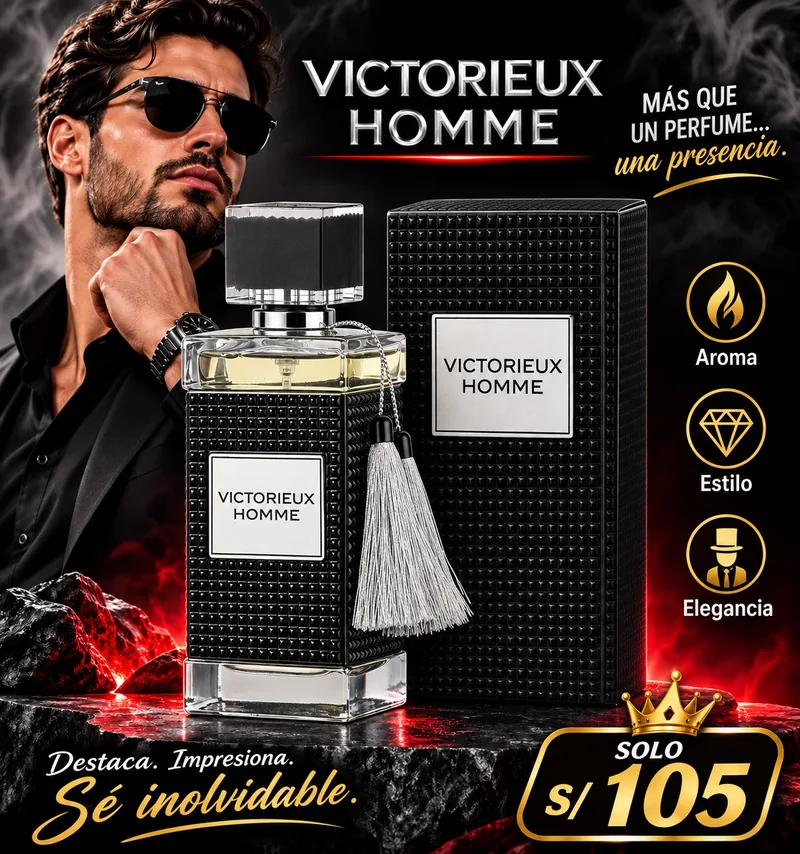 VICTORIEUX
HOMME
MÁS QUE
UN PERFUME...
una presencia.
VICTORIEUX
HOMME
VICTORIEUX
HOMME
Aroma
Estilo
Elegancia
Destaca. Impresiona.
Sé inolvidable.
SOLO
S/ 105